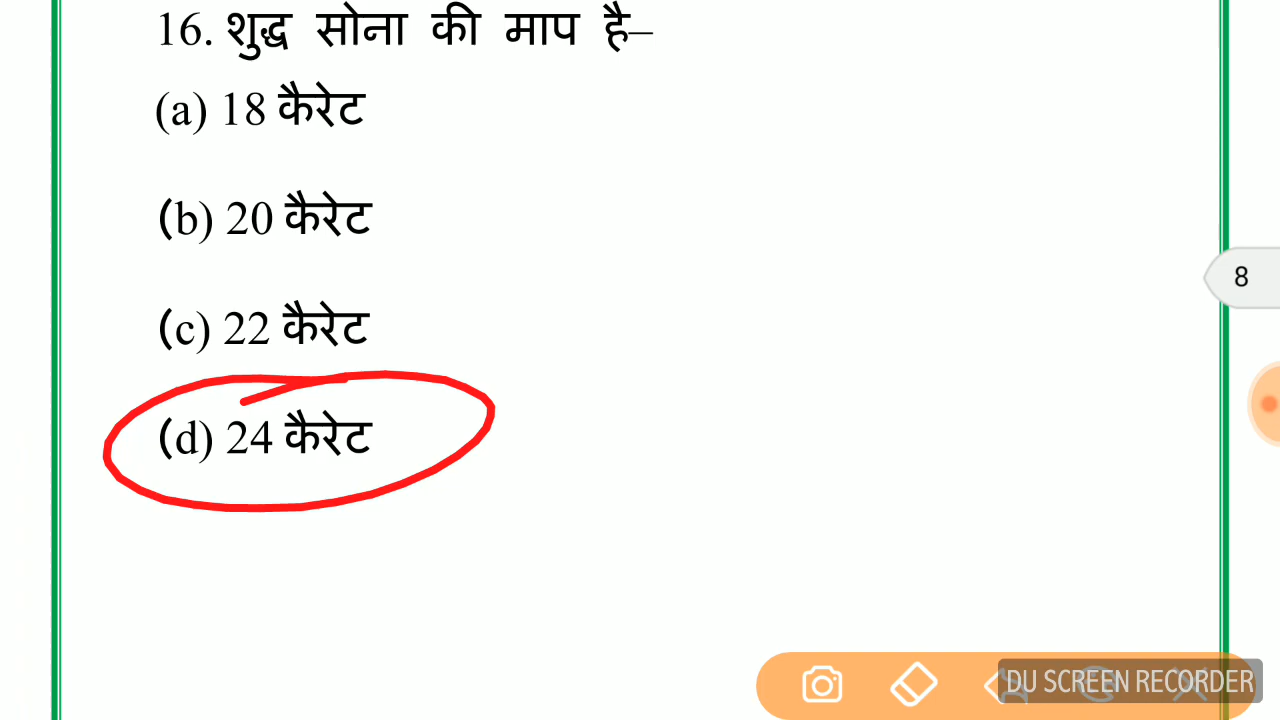 16. शुद्ध सोना की माप है–
(a) 18 कैरेट
(b) 20 कैरेट
8
(c) 22 कैरेट
(d) 24 कैरेट
DU SCREEN RECORDER